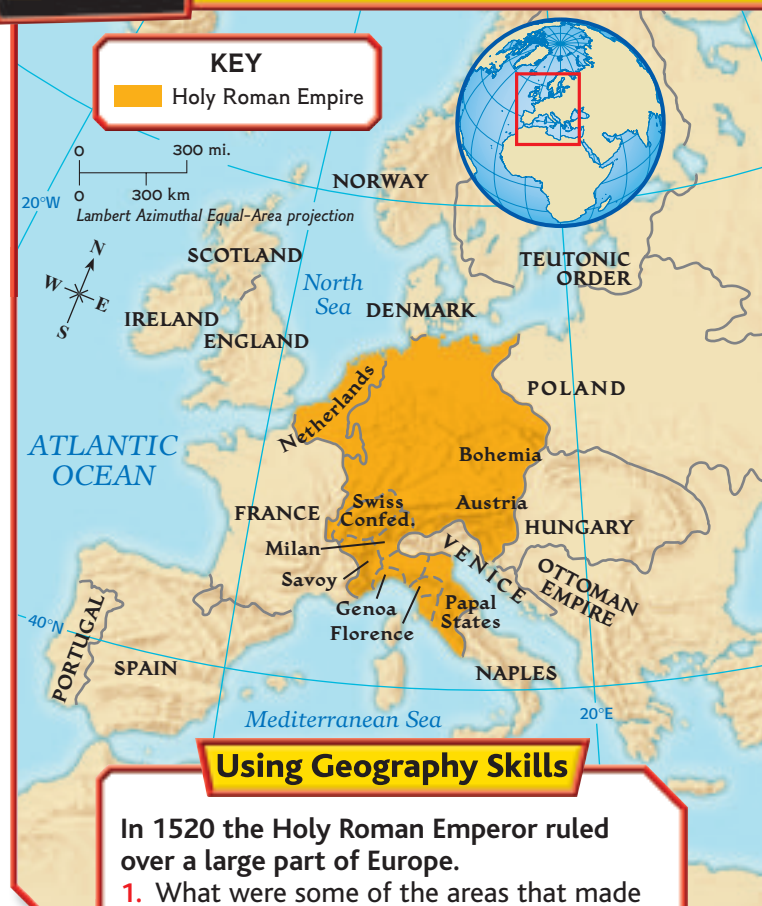 KEY
Holy Roman Empire
0
300 mi.
0
300 km
Lambert Azimuthal Equal-Area projection
20°W
N
W
E
S
NORWAY
SCOTLAND
North
Sea
TEUTONIC
ORDER
IRELAND
DENMARK
ENGLAND
Netherlands
POLAND
ATLANTIC
OCEAN
Bohemia
FRANCE
Swiss
Confed.
Austria
HUNGARY
Milan
VENICE
Savoy
OTTOMAN
EMPIRE
Genoa
Florence
Papal
States
40°N
PORTUGAL
SPAIN
NAPLES
Mediterranean Sea
20°E
Using Geography Skills
In 1520 the Holy Roman Emperor ruled
over a large part of Europe.
1. What were some of the areas that made